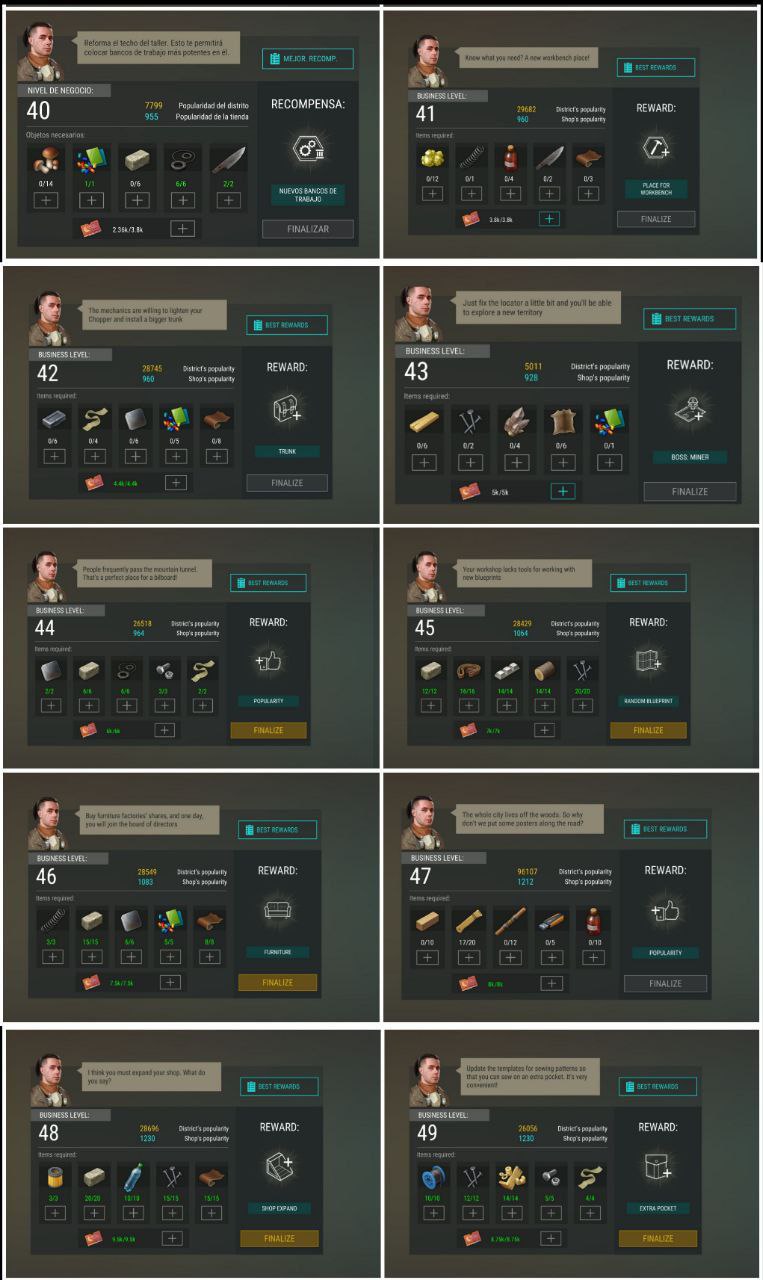 Reforma el techo del taller. Esto te permitirá
colocar bancos de trabajo más potentes en él.
MEJOR. RECOMP.
NIVEL DE NEGOCIO:
40
7799 Popularidad del distrito
955 Popularidad de la tienda
RECOMPENSA:
Objetos necesarios:
0/14 1/1 0/6 6/6 2/2
2.36k/3.8k
NUEVOS BANCOS DE
TRABAJO
FINALIZAR
Know what you need? A new workbench place!
BEST REWARDS
BUSINESS LEVEL:
41
29682 District's popularity
960 Shop's popularity
REWARD:
Items required:
0/12 0/1 0/4 0/2 0/3
3.8k/3.8k
PLACE FOR
WORKBENCH
FINALIZE
The mechanics are willing to lighten your
Chopper and install a bigger trunk
BEST REWARDS
BUSINESS LEVEL:
42
28745 District's popularity
960 Shop's popularity
REWARD:
Items required:
0/6 0/4 0/6 0/5 0/8
4.4k/4.4k
TRUNK
FINALIZE
Just fix the locator a little bit and you'll be able
to explore a new territory
BEST REWARDS
BUSINESS LEVEL:
43
5011 District's popularity
928 Shop's popularity
REWARD:
Items required:
0/6 0/2 0/4 0/6 0/1
5k/5k
BOSS: MINER
FINALIZE
People frequently pass the mountain tunnel.
That's a perfect place for a bilboard!
BEST REWARDS
BUSINESS LEVEL:
44
26518 District's popularity
964 Shop's popularity
REWARD:
Items required:
2/2 6/6 6/6 3/3 2/2
6k/6k
POPULARITY
FINALIZE
Your workshop lacks tools for working with
new blueprints
BEST REWARDS
BUSINESS LEVEL:
45
28429 District's popularity
1064 Shop's popularity
REWARD:
Items required:
12/12 16/16 14/14 14/14 20/20
7k/7k
RANDOM BLUEPRINT
FINALIZE
Buy furniture factories' shares, and one day,
you will join the board of directors
BEST REWARDS
BUSINESS LEVEL:
46
28549 District's popularity
1083 Shop's popularity
REWARD:
Items required:
3/3 15/15 6/6 5/5 8/8
7.5k/7.5k
FURNITURE
FINALIZE
The whole city lives off the woods. So why
don't we put some posters along the road?
BEST REWARDS
BUSINESS LEVEL:
47
96107 District's popularity
1212 Shop's popularity
REWARD:
Items required:
0/10 17/20 0/12 0/5 0/10
8k/8k
POPULARITY
FINALIZE
I think you must expand your shop. What do
you say?
BEST REWARDS
BUSINESS LEVEL:
48
28696 District's popularity
1230 Shop's popularity
REWARD:
Items required:
3/3 20/20 10/10 15/15 15/15
9.5k/9.5k
SHOP EXPAND
FINALIZE
Update the templates for sewing patterns so
that you can sew on an extra pocket. It's very
convenient!
BEST REWARDS
BUSINESS LEVEL:
49
26056 District's popularity
1230 Shop's popularity
REWARD:
Items required:
10/10 12/12 14/14 5/5 4/4
8.75k/8.75k
EXTRA POCKET
FINALIZE